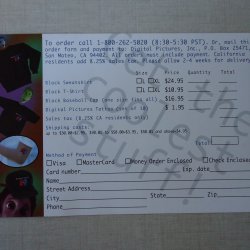 To order call 1-800-262-5020 (8:30-5:30 PST). Or, mail this
order form and payment to: Digital Pictures, Inc., P.O. Box 25471,
San Mateo, CA 94402. All orders must include payment. California
residents add 8.25% sales tax. Please allow 2-4 weeks for delivery.
Size Price Quantity Total
Black Sweatshirt L XL $24.95
Black T-Shirt L XL $10.95
Black Baseball Cap (one size fits all) $16.95
Digital Pictures Tattoo $ 1.95
Sales tax (8.25% CA residents only)
Shipping costs:
Total
Method of Payment
Visa MasterCard Money Order Enclosed Check Enclosed
Card number Exp. date
Name
Street Address
City State Zip
Phone